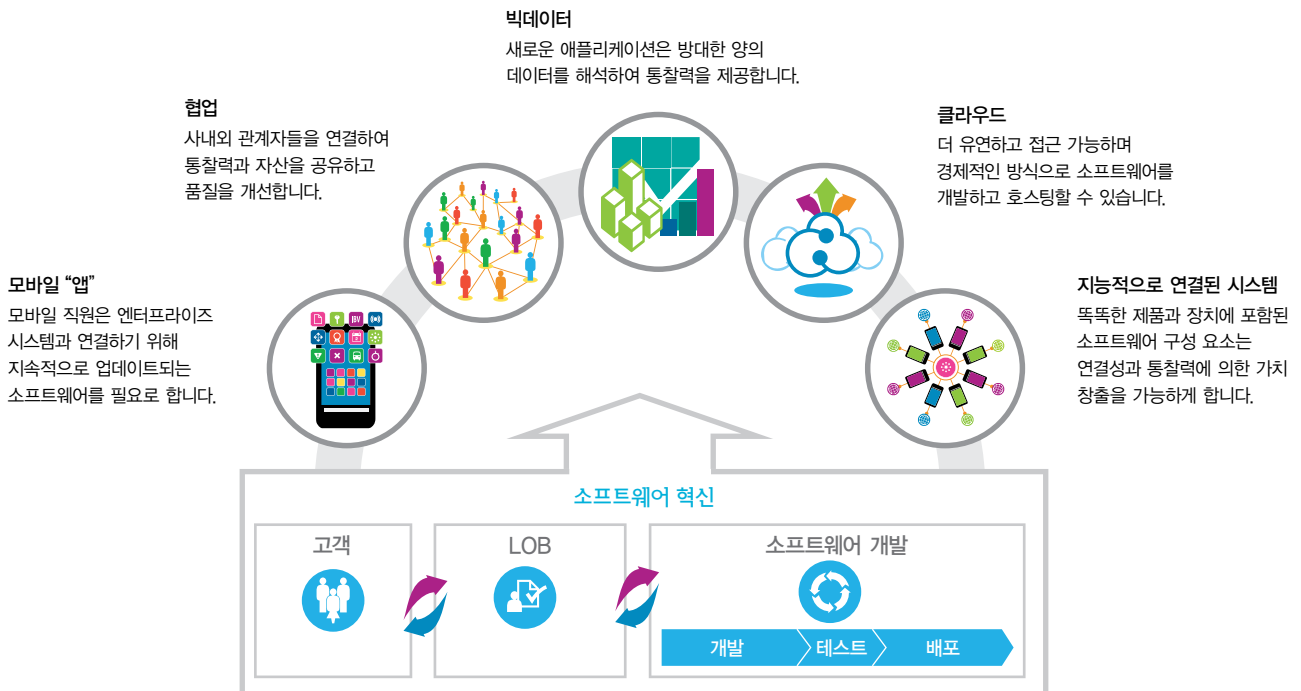 빅데이터
새로운 애플리케이션은 방대한 양의
데이터를 해석하여 통찰력을 제공합니다.
협업
사내외 관계자들을 연결하여
통찰력과 자산을 공유하고
품질을 개선합니다.
클라우드
더 유연하고 접근 가능하며
경제적인 방식으로 소프트웨어를
개발하고 호스팅할 수 있습니다.
모바일 “앱”
모바일 직원은 엔터프라이즈
시스템과 연결하기 위해
지속적으로 업데이트되는
소프트웨어를 필요로 합니다.
지능적으로 연결된 시스템
똑똑한 제품과 장치에 포함된
소프트웨어 구성 요소는
연결성과 통찰력에 의한 가치
창출을 가능하게 합니다.
소프트웨어 혁신
고객
LOB
소프트웨어 개발
개발
테스트
배포